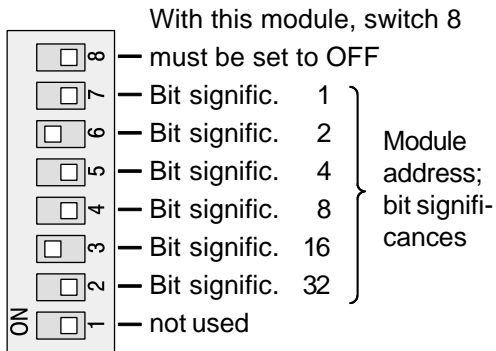 With this module, switch 8
8 must be set to OFF
7 Bit signific. 1
6 Bit signific. 2
5 Bit signific. 4
4 Bit signific. 8
3 Bit signific. 16
2 Bit signific. 32
ON 1 not used
Module
address;
bit signifi-
cances